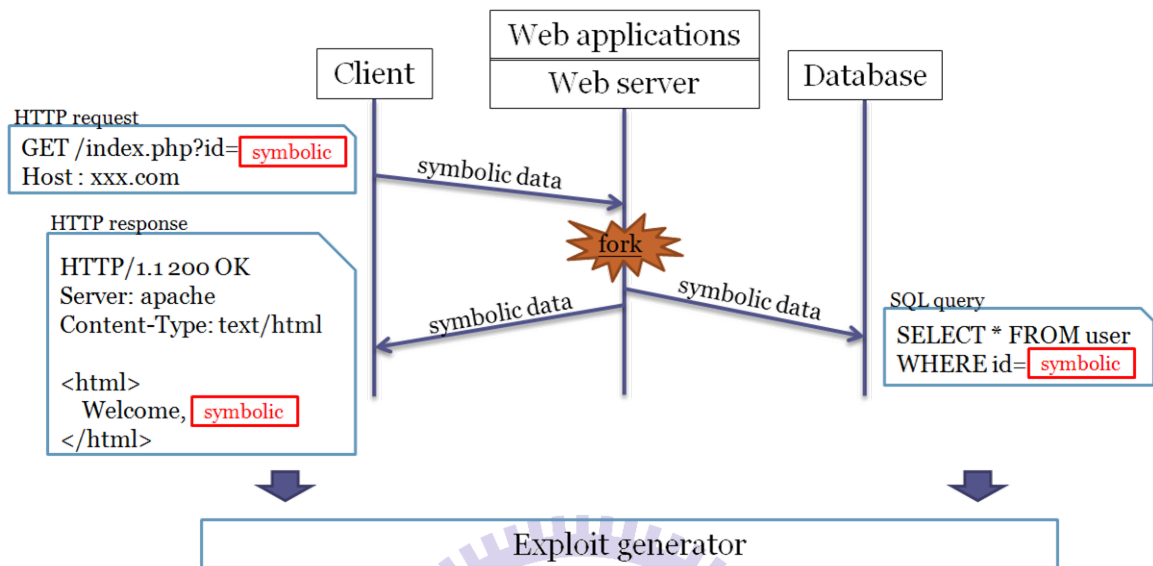 Web applications
Web server
Client
Database
HTTP request
GET /index.php?id= symbolic
Host : xxx.com
symbolic data
HTTP response
HTTP/1.1 200 OK
Server: apache
Content-Type: text/html
<html>
Welcome, symbolic
</html>
fork
symbolic data
symbolic data
SQL query
SELECT * FROM user
WHERE id= symbolic
Exploit generator